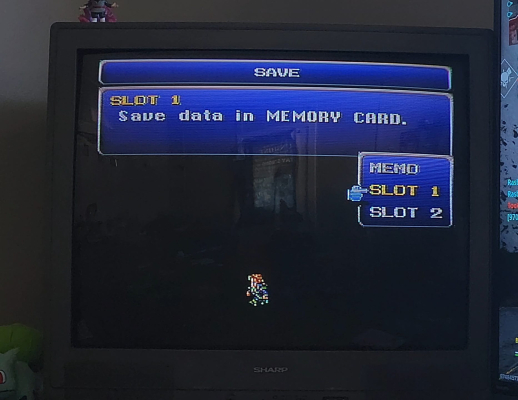 SAVE
SLOT 1
Save data in MEMORY CARD.
MEMO
SLOT 1
SLOT 2
SHARP